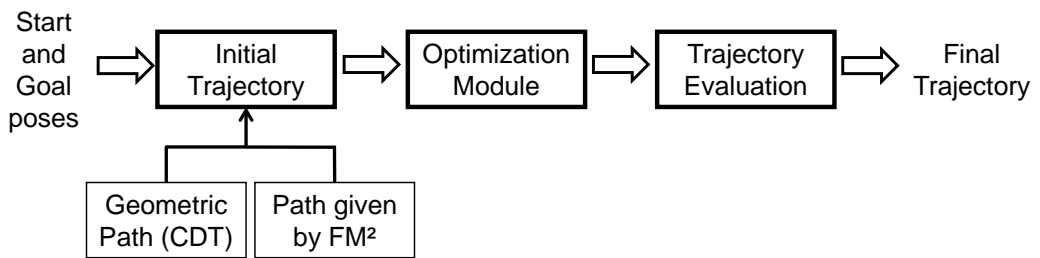 Start
and
Goal
poses
Initial
Trajectory
Optimization
Module
Trajectory
Evaluation
Final
Trajectory
Geometric
Path (CDT)
Path given
by FM²